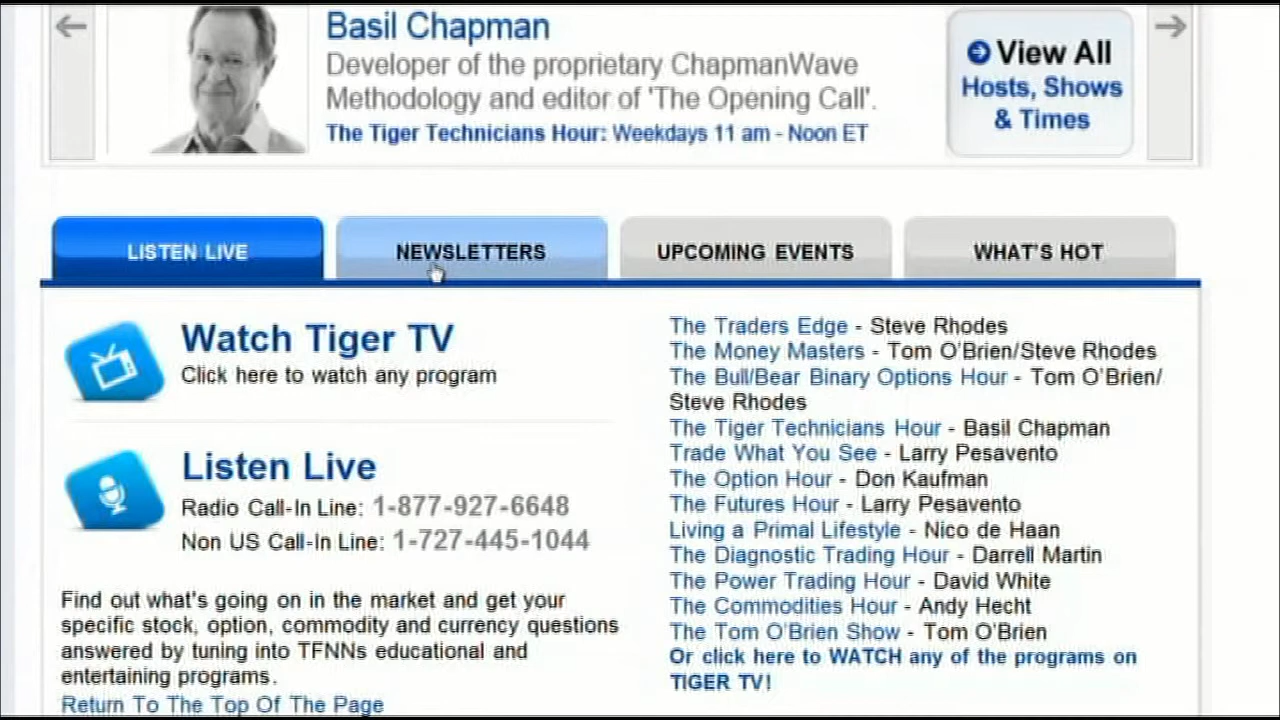 Basil Chapman
Developer of the proprietary ChapmanWave
Methodology and editor of 'The Opening Call'.
The Tiger Technicians Hour: Weekdays 11 am - Noon ET
View All
Hosts, Shows
& Times
LISTEN LIVE
NEWSLETTERS
UPCOMING EVENTS
WHAT'S HOT
Watch Tiger TV
Click here to watch any program
Listen Live
Radio Call-In Line: 1-877-927-6648
Non US Call-In Line: 1-727-445-1044
Find out what's going on in the market and get your
specific stock, option, commodity and currency questions
answered by tuning into TFNNs educational and
entertaining programs.
Return To The Top Of The Page
The Traders Edge - Steve Rhodes
The Money Masters - Tom O'Brien/Steve Rhodes
The Bull/Bear Binary Options Hour - Tom O'Brien/
Steve Rhodes
The Tiger Technicians Hour - Basil Chapman
Trade What You See - Larry Pesavento
The Option Hour - Don Kaufman
The Futures Hour - Larry Pesavento
Living a Primal Lifestyle - Nico de Haan
The Diagnostic Trading Hour - Darrell Martin
The Power Trading Hour - David White
The Commodities Hour - Andy Hecht
The Tom O'Brien Show - Tom O'Brien
Or click here to WATCH any of the programs on
TIGER TV!